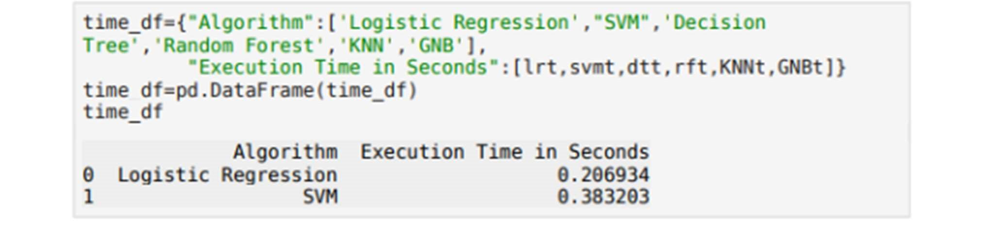 time_df={"Algorithm":['Logistic Regression',"SVM",'Decision
Tree','Random Forest','KNN','GNB'],
        "Execution Time in Seconds":[lrt,svmt,dtt,rft,KNNt,GNBt]}
time_df=pd.DataFrame(time_df)
time_df
             Algorithm  Execution Time in Seconds
0  Logistic Regression                   0.206934
1                  SVM                   0.383203